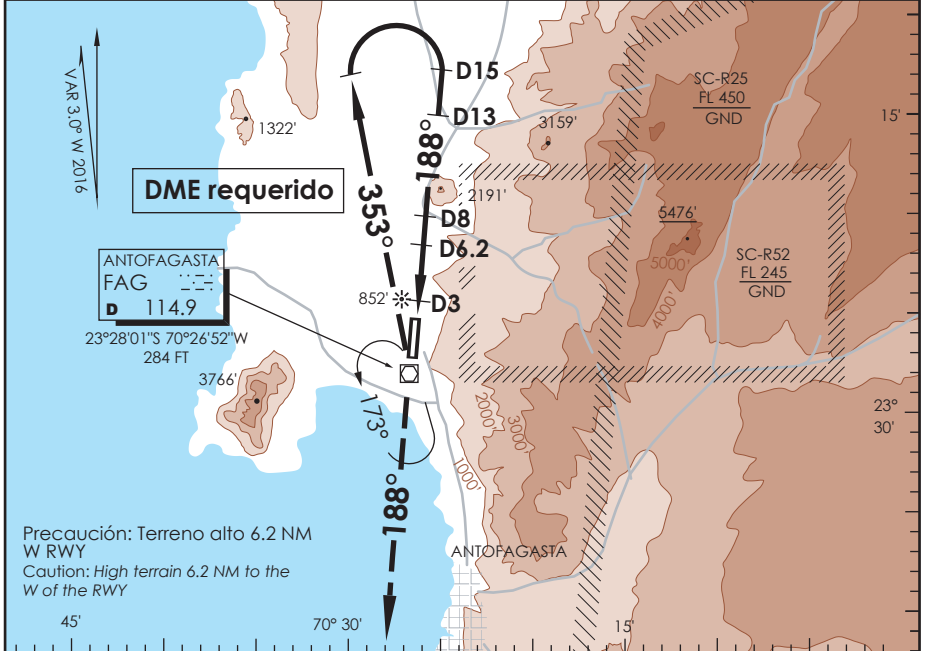 VAR 3.0° W 2016
1322'
DME requerido
353°
188°
D15
D13
D8
D6.2
D3
2191'
3159'
SC-R25
FL 450
GND
15'
5476'
5000'
4000'
SC-R52
FL 245
GND
ANTOFAGASTA
FAG
D 114.9
23°28'01"S 70°26'52"W
284 FT
852'
3766'
173°
188°
2000'
3000'
1000'
23°
30'
Precaución: Terreno alto 6.2 NM
W RWY
Caution: High terrain 6.2 NM to the
W of the RWY
ANTOFAGASTA
45'
70° 30'
15'